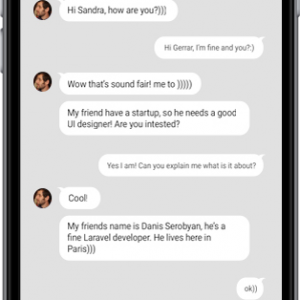 Hi Sandra, how are you?)))
Hi Gerrar, I'm fine and you?:)
Wow that's sound fair! me to )))))
My friend have a startup, so he needs a good
UI designer! Are you intested?
Yes I am! Can you explane me what is it about?
Cool!
My friends name is Danis Serobyan, he's a
fine Laravel developer. He lives here in
Paris)))
ok))